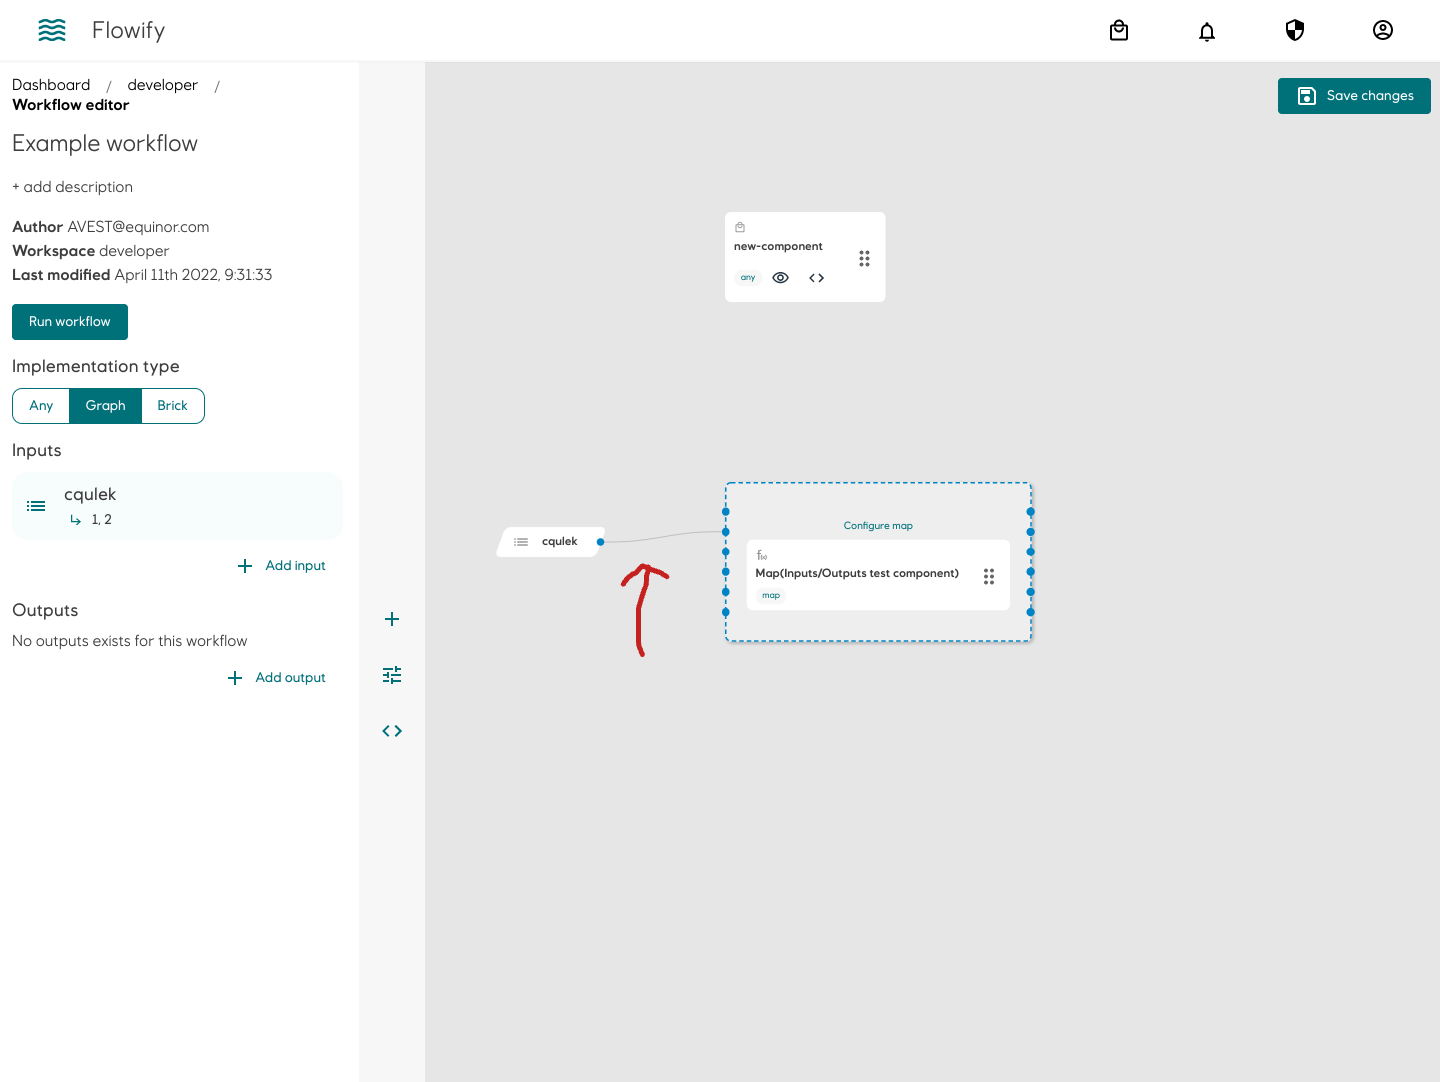 Flowify
Dashboard / developer /
Workflow editor
Example workflow
+ add description
Author AVEST@equinor.com
Workspace developer
Last modified April 11th 2022, 9:31:33
Run workflow
Implementation type
Any Graph Brick
Inputs
cqulek
1, 2
Add input
Outputs
No outputs exists for this workflow
Add output
Save changes
new-component
any
cqulek
Configure map
f(x)
Map(Inputs/Outputs test component)
map